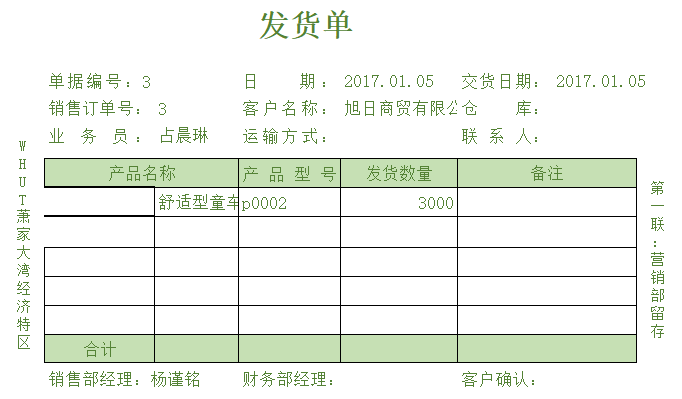 发货单
单据编号：3 日 期：2017.01.05 交货日期：2017.01.05
销售订单号：3 客户名称：旭日商贸有限公 仓 库：
业 务 员：占晨琳 运输方式： 联 系 人：
WHUT萧家大湾经济特区
产品名称 产品型号 发货数量 备注
舒适型童车 p0002 3000
合计
第一联：营销部留存
销售部经理：杨谨铭 财务部经理： 客户确认：